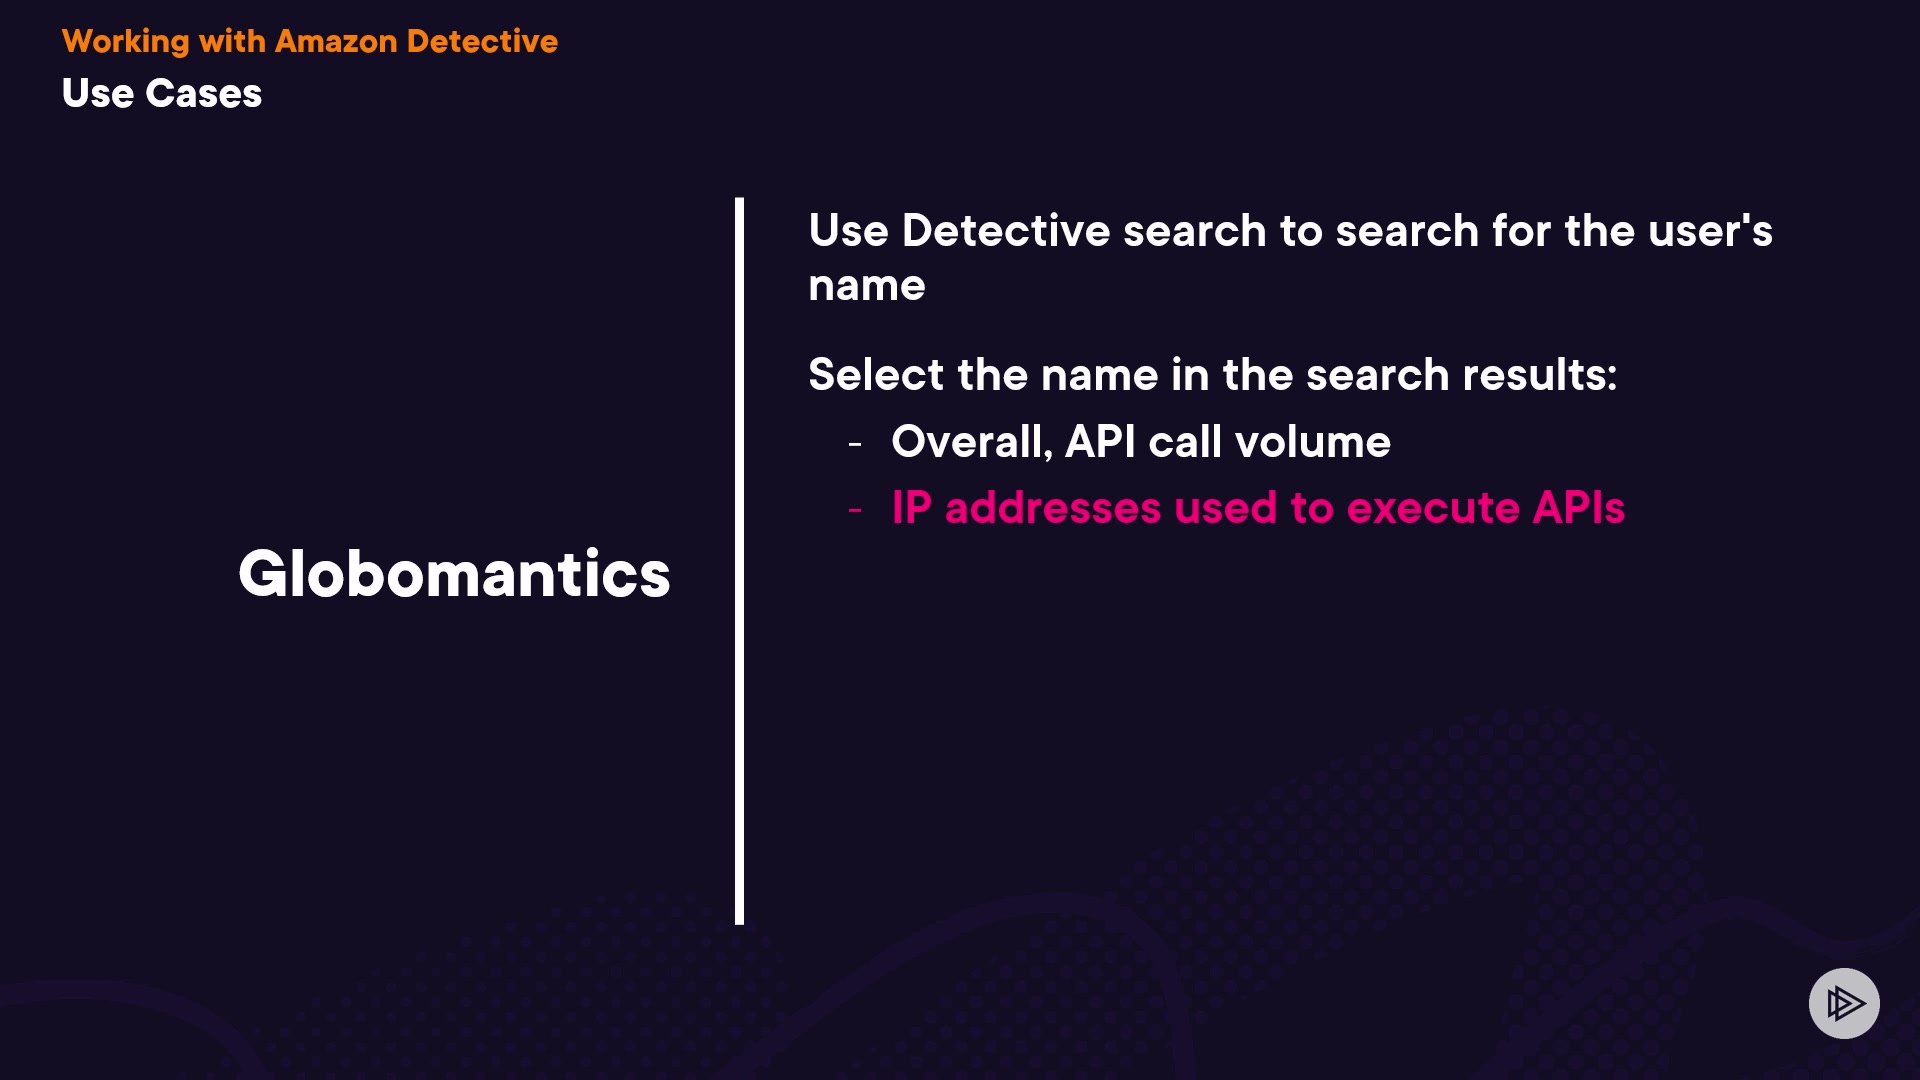 Working with Amazon Detective
Use Cases
Globomantics
Use Detective search to search for the user's
name
Select the name in the search results:
- Overall, API call volume
- IP addresses used to execute APIs